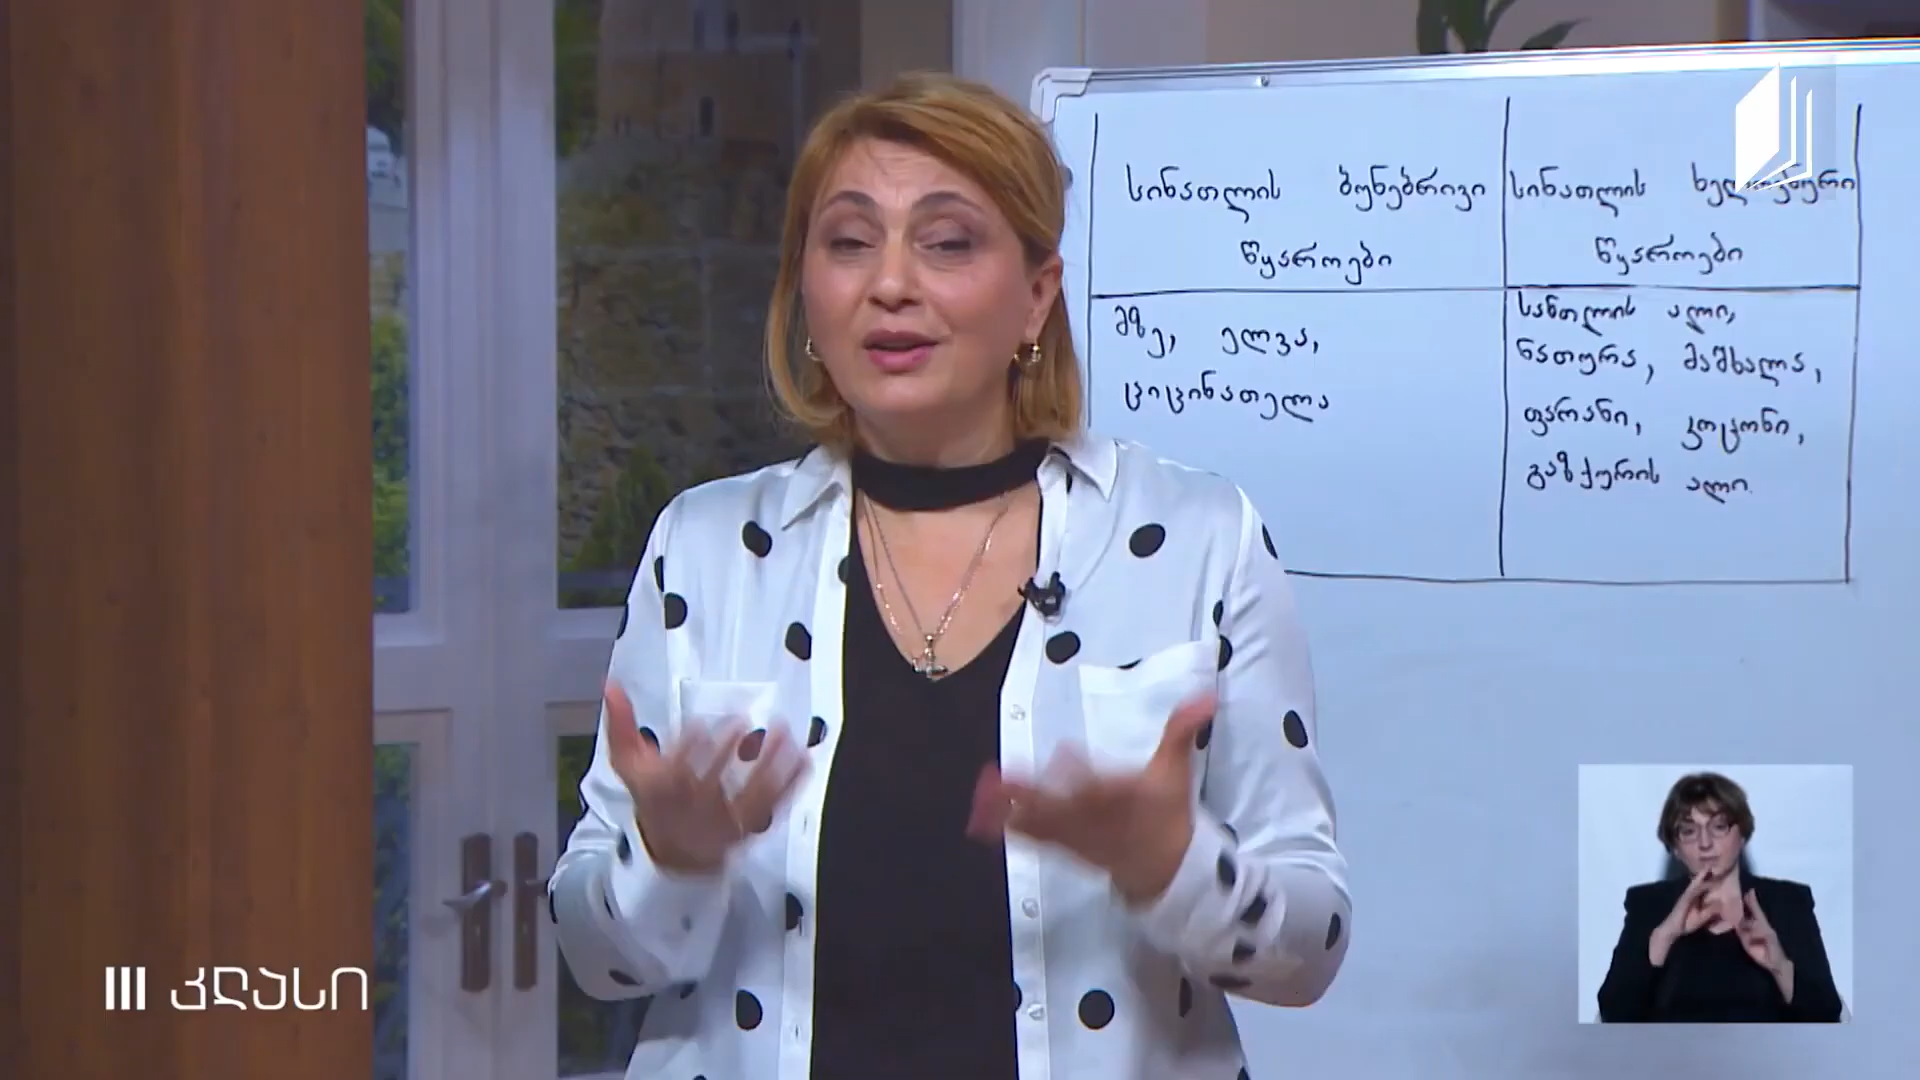 სინათლის ბუნებრივი
წყაროები
სინათლის ხელოვნური
წყაროები
მზე, ელვა,
ციცინათელა
სანთლის ალი,
ნათურა, მაშხალა,
ფარანი, კოცონი,
გაზქურის ალი.
III კლასი